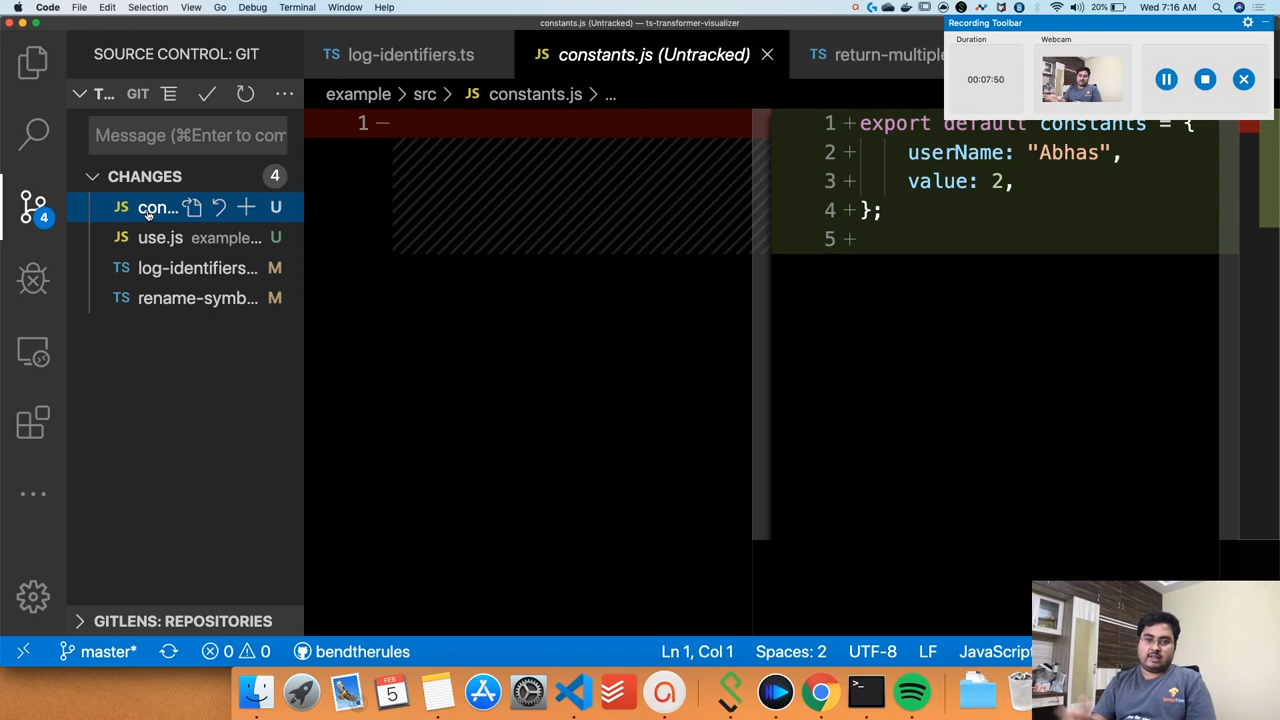 Code File Edit Selection View Go Debug Terminal Window Help
20% Wed 7:16 AM
constants.js (Untracked) — ts-transformer-visualizer
Recording Toolbar
Duration
Webcam
00:07:50
SOURCE CONTROL: GIT
TS log-identifiers.ts
JS constants.js (Untracked)
TS return-multiple
T... GIT
example > src > JS constants.js > ...
Message (⌘Enter to com
CHANGES 4
JS con... U
JS use.js example... U
TS log-identifiers... M
TS rename-symb... M
4
1 —
1 + export default constants = {
2 + userName: "Abhas",
3 + value: 2,
4 + };
5 +
GITLENS: REPOSITORIES
master* 0 0 bendtherules Ln 1, Col 1 Spaces: 2 UTF-8 LF JavaScript
FEB
5